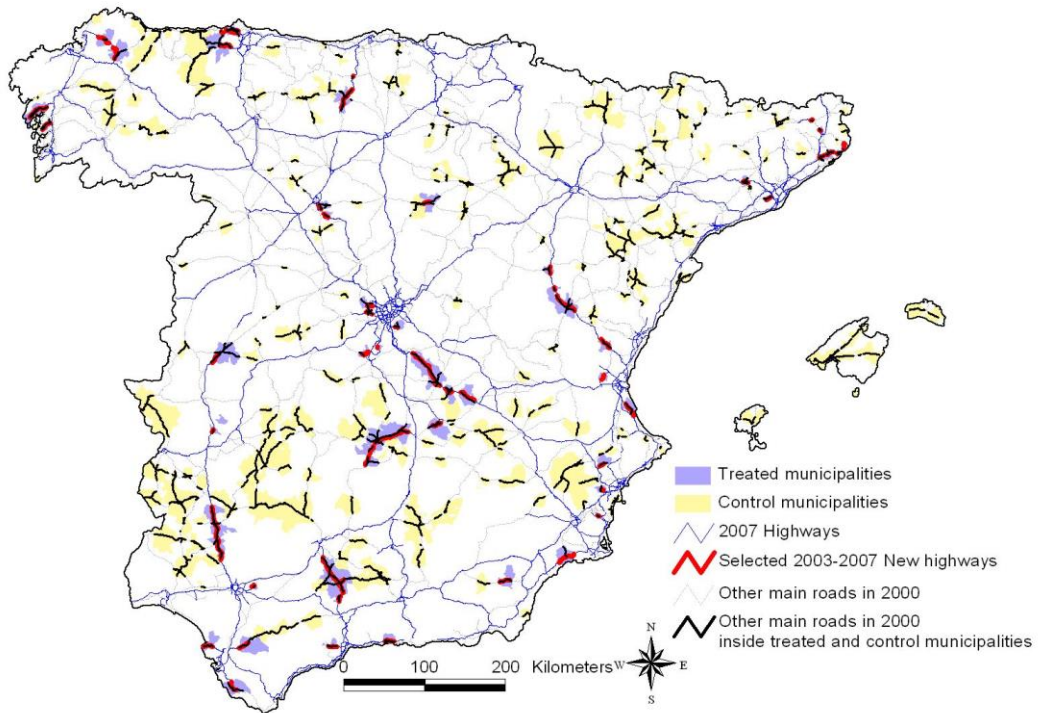 Treated municipalities
Control municipalities
2007 Highways
Selected 2003-2007 New highways
Other main roads in 2000
Other main roads in 2000
inside treated and control municipalities
0 100 200 Kilometers
N
W E
S